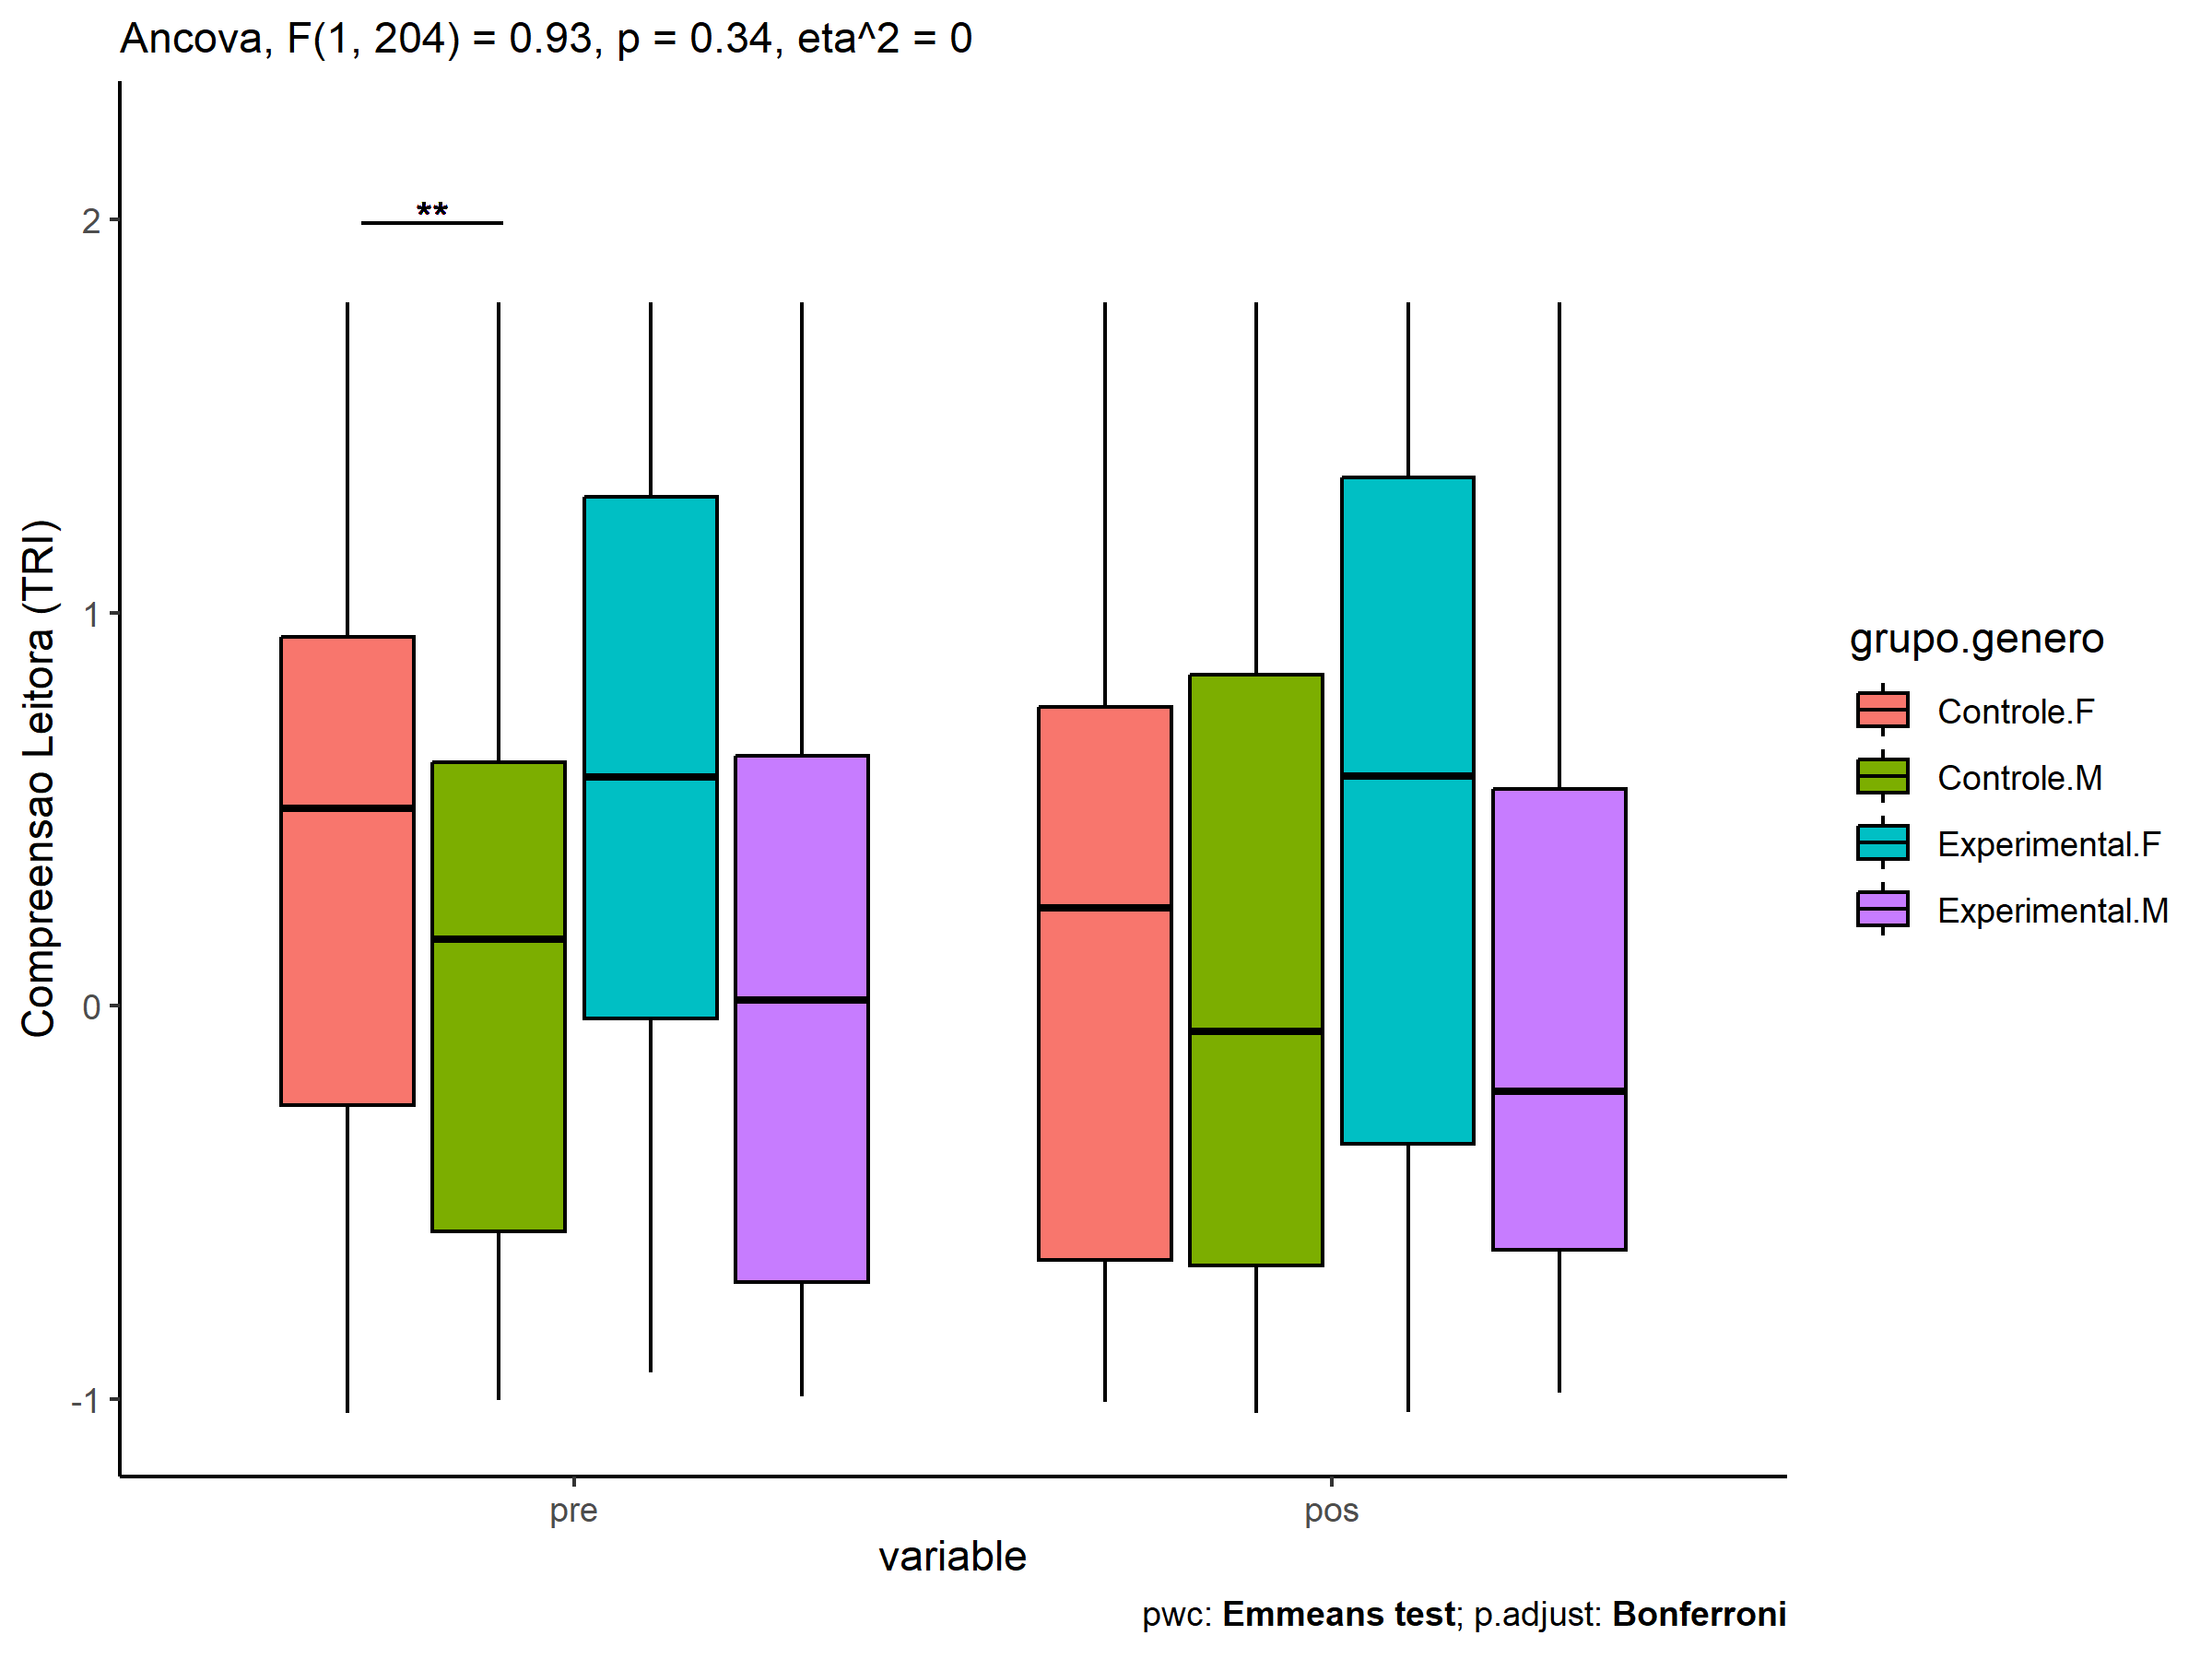 Ancova, F(1, 204) = 0.93, p = 0.34, eta^2 = 0
**
2
1
0
-1
Compreensao Leitora (TRI)
pre
pos
variable
grupo.genero
Controle.F
Controle.M
Experimental.F
Experimental.M
pwc: Emmeans test; p.adjust: Bonferroni